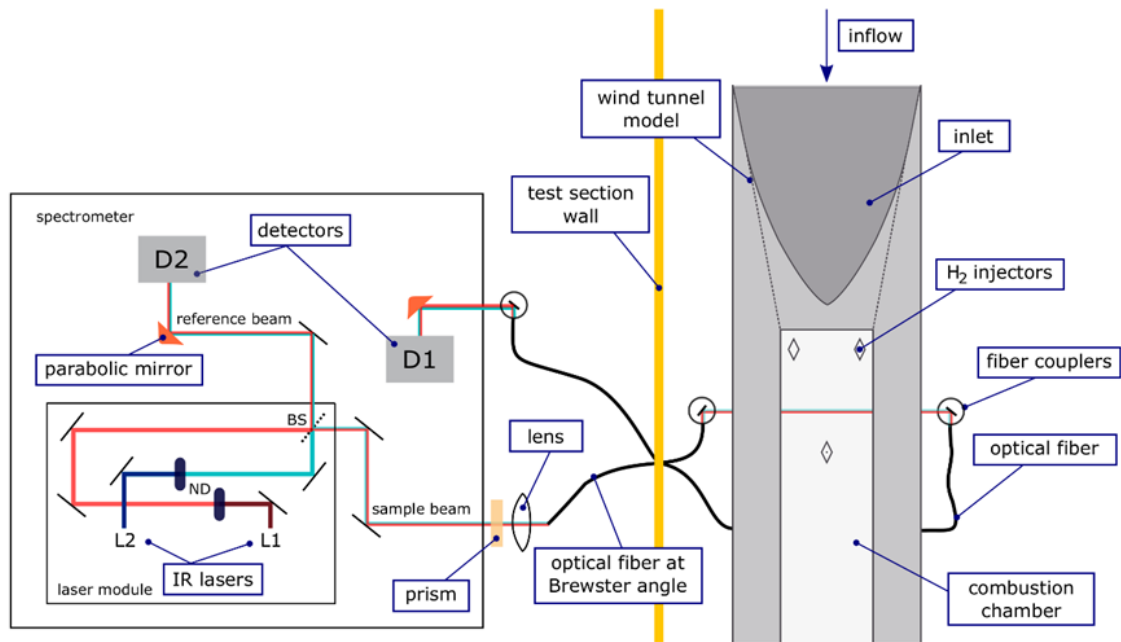 inflow
wind tunnel
model
inlet
test section
wall
spectrometer
detectors
D2
H₂ injectors
reference beam
D1
parabolic mirror
fiber couplers
BS
lens
optical fiber
ND
sample beam
L2
L1
IR lasers
prism
optical fiber at
Brewster angle
combustion
chamber
laser module